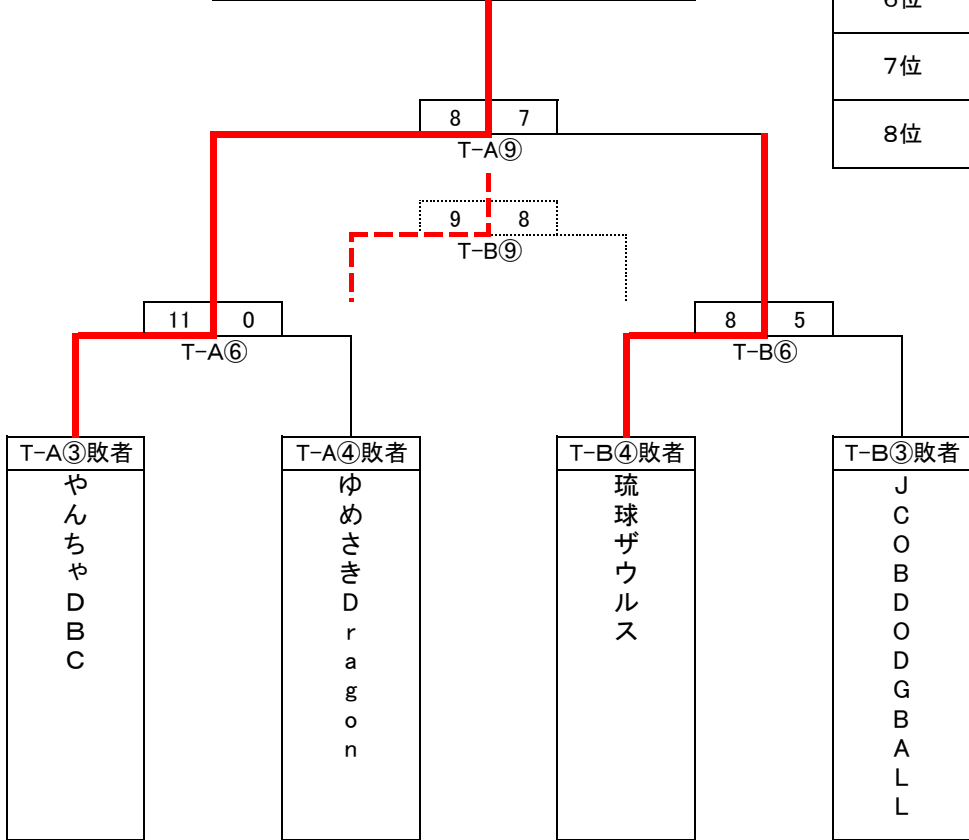 6位
7位
8位
8 7
T-A⑨
9 8
T-B⑨
11 0
T-A⑥
8 5
T-B⑥
T-A③敗者
T-A④敗者
T-B④敗者
T-B③敗者
やんちゃDBC
ゆめさきDragon
琉球ザウルス
JCOBDODGBALL